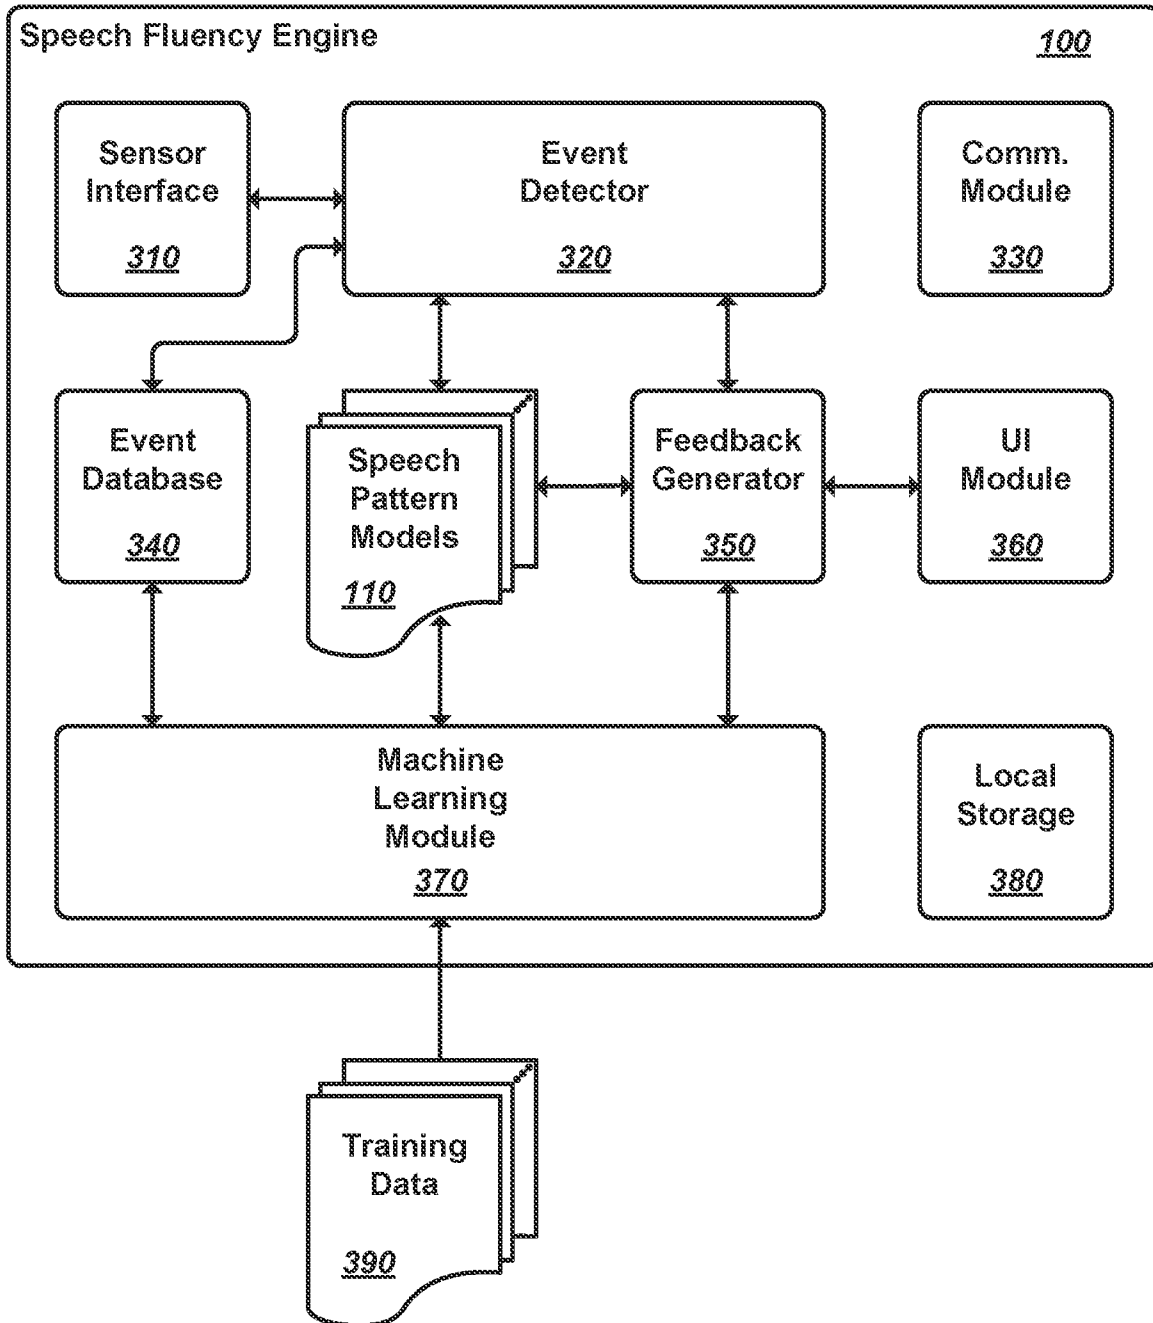 Speech Fluency Engine
100
Sensor
Interface
310
Event
Detector
320
Comm.
Module
330
Event
Database
340
Speech
Pattern
Models
110
Feedback
Generator
350
UI
Module
360
Machine
Learning
Module
370
Local
Storage
380
Training
Data
390